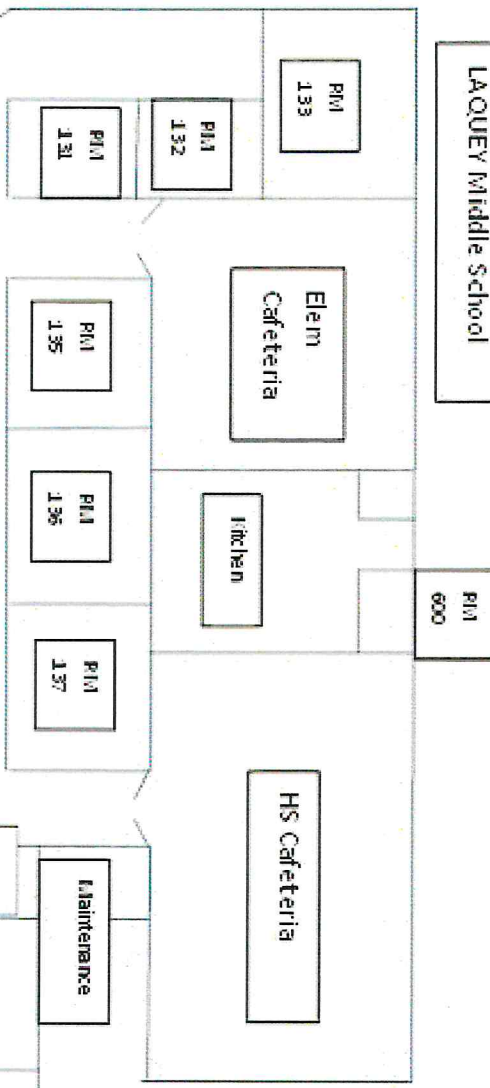 LAQUEY Middle School
RM
600
RM
133
Elem
Cafeteria
Kitchen
HS Cafeteria
RM
132
RM
131
RM
135
RM
136
RM
137
Maintenance